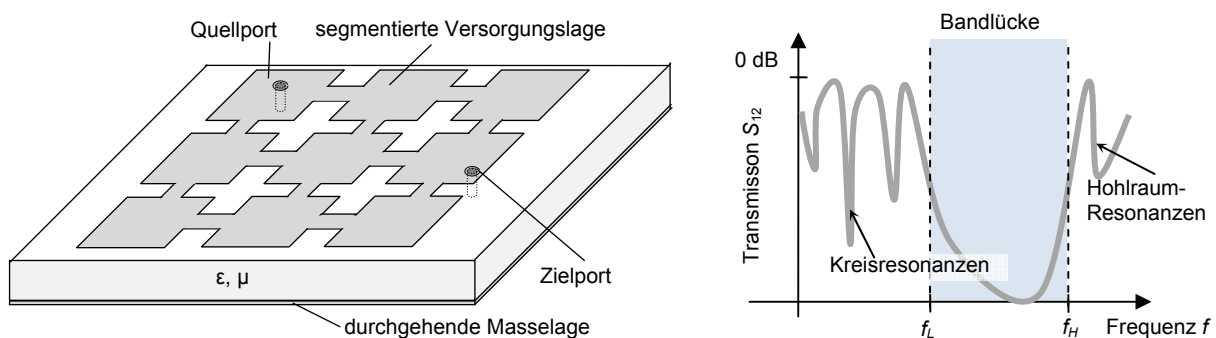 Quellport
segmentierte Versorgungslage
ε, μ
Zielport
durchgehende Masselage
Bandlücke
0 dB
Transmisson S12
Kreisresonanzen
Hohlraum-
Resonanzen
fL
fH
Frequenz f